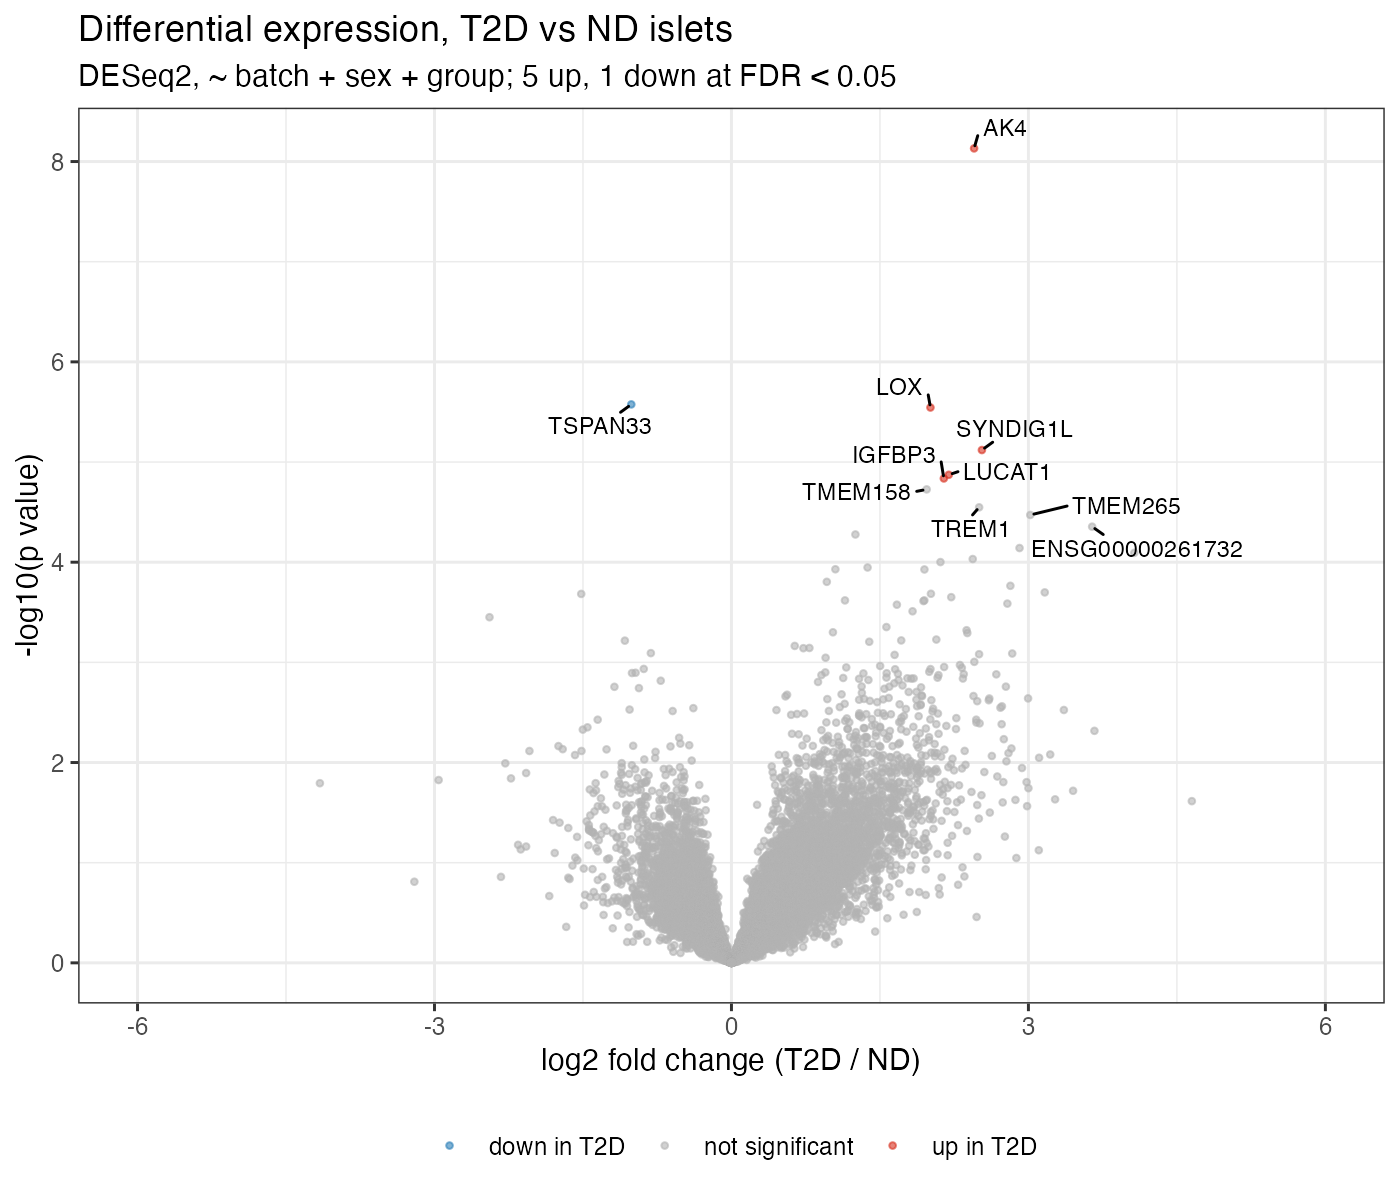 Differential expression, T2D vs ND islets
DESeq2, ~ batch + sex + group; 5 up, 1 down at FDR < 0.05
AK4
LOX
TSPAN33
SYNDIG1L
IGFBP3
LUCAT1
TMEM158
TMEM265
TREM1
ENSG00000261732
8
6
4
2
0
-log10(p value)
-6
-3
0
3
6
log2 fold change (T2D / ND)
down in T2D
not significant
up in T2D